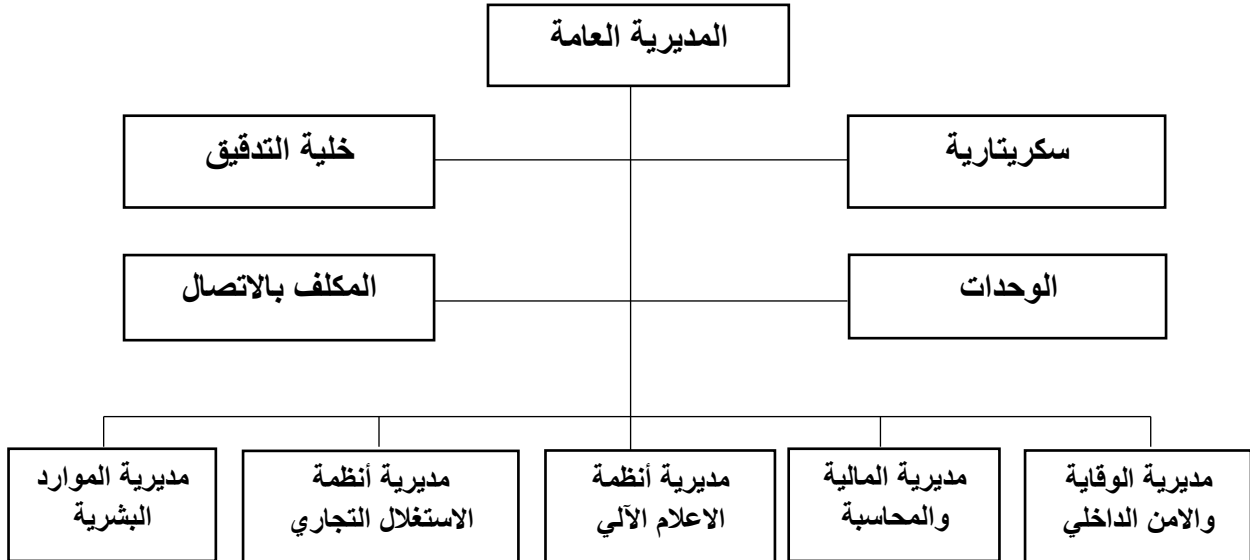 المديرية العامة
سكريتارية
خلية التدقيق
الوحدات
المكلف بالاتصال
مديرية الوقاية
والامن الداخلي
مديرية المالية
والمحاسبة
مديرية أنظمة
الاعلام الآلي
مديرية أنظمة
الاستغلال التجاري
مديرية الموارد
البشرية